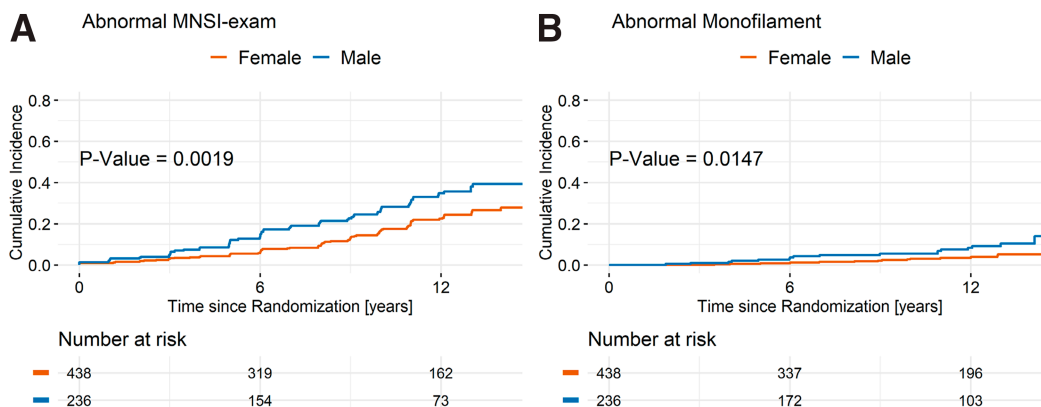 A
Abnormal MNSI-exam
Female Male
Cumulative Incidence
0.8
0.6
P-Value = 0.0019
0.4
0.2
0.0
0 6 12
Time since Randomization [years]
Number at risk
438 319 162
236 154 73
B
Abnormal Monofilament
Female Male
Cumulative Incidence
0.8
0.6
P-Value = 0.0147
0.4
0.2
0.0
0 6 12
Time since Randomization [years]
Number at risk
438 337 196
236 172 103